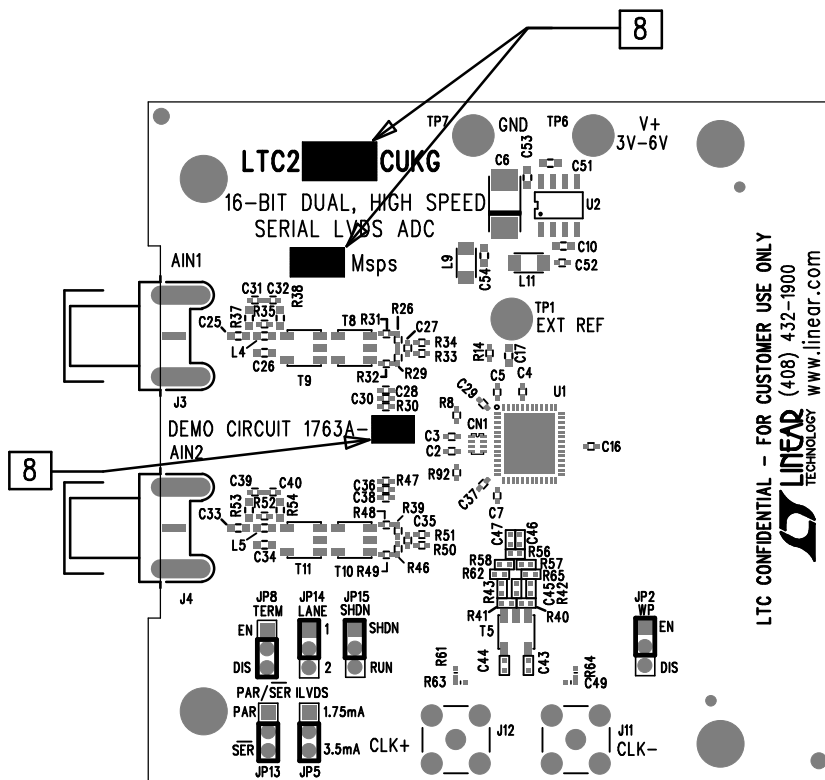 8
TP7
GND
TP6
V+
3V-6V
C53
LTC2 CUKG
C6
C51
16-BIT DUAL, HIGH SPEED
SERIAL LVDS ADC
U2
Msps
C10
C52
L9
C54
L11
AIN1
C31
C32
R38
R37
R35
C25
L4
C26
T9
T8
R31
R26
C27
R34
R33
R32
R29
TP1
EXT REF
R14
C17
C28
C30
R30
J3
C5
C4
C29
U1
R8
CN1
C3
C2
R92
C37
C7
C16
DEMO CIRCUIT 1763A-
8
AIN2
C39
C40
R53
R52
R54
C33
L5
C34
T11
T10
C36
R47
C38
R48
R39
C35
R51
R50
R49
R46
J4
C47
C46
R56
R58
R57
R62
R65
R43
C45
R42
R41
R40
T5
C44
C43
JP8
TERM
JP14
LANE
JP15
SHDN
EN
1
SHDN
DIS
2
RUN
JP2
WP
EN
DIS
R61
R63
R64
C49
PAR/SER
ILVDS
PAR
1.75mA
SER
3.5mA
JP13
JP5
CLK+
J12
J11
CLK-
LTC CONFIDENTIAL - FOR CUSTOMER USE ONLY
LINEAR
TECHNOLOGY
(408) 432-1900
www.linear.com